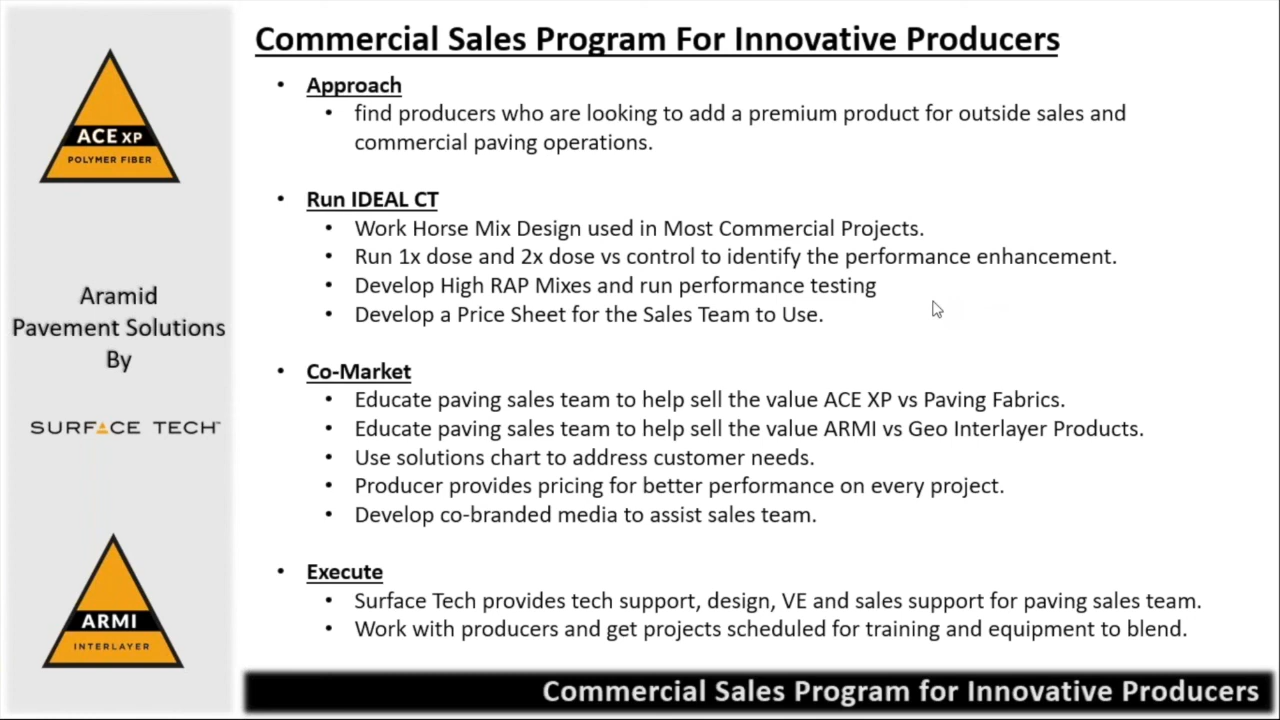 Commercial Sales Program For Innovative Producers
ACE XP
POLYMER FIBER
Aramid
Pavement Solutions
By
SURFACE TECH™
ARMI
INTERLAYER
• Approach
• find producers who are looking to add a premium product for outside sales and
commercial paving operations.
• Run IDEAL CT
• Work Horse Mix Design used in Most Commercial Projects.
• Run 1x dose and 2x dose vs control to identify the performance enhancement.
• Develop High RAP Mixes and run performance testing
• Develop a Price Sheet for the Sales Team to Use.
• Co-Market
• Educate paving sales team to help sell the value ACE XP vs Paving Fabrics.
• Educate paving sales team to help sell the value ARMI vs Geo Interlayer Products.
• Use solutions chart to address customer needs.
• Producer provides pricing for better performance on every project.
• Develop co-branded media to assist sales team.
• Execute
• Surface Tech provides tech support, design, VE and sales support for paving sales team.
• Work with producers and get projects scheduled for training and equipment to blend.
Commercial Sales Program for Innovative Producers